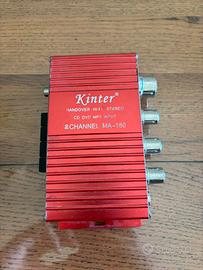 Kinter®
HANDOVER HI-FI STEREO
CD DVD MP3 INPUT
2CHANNEL MA-180